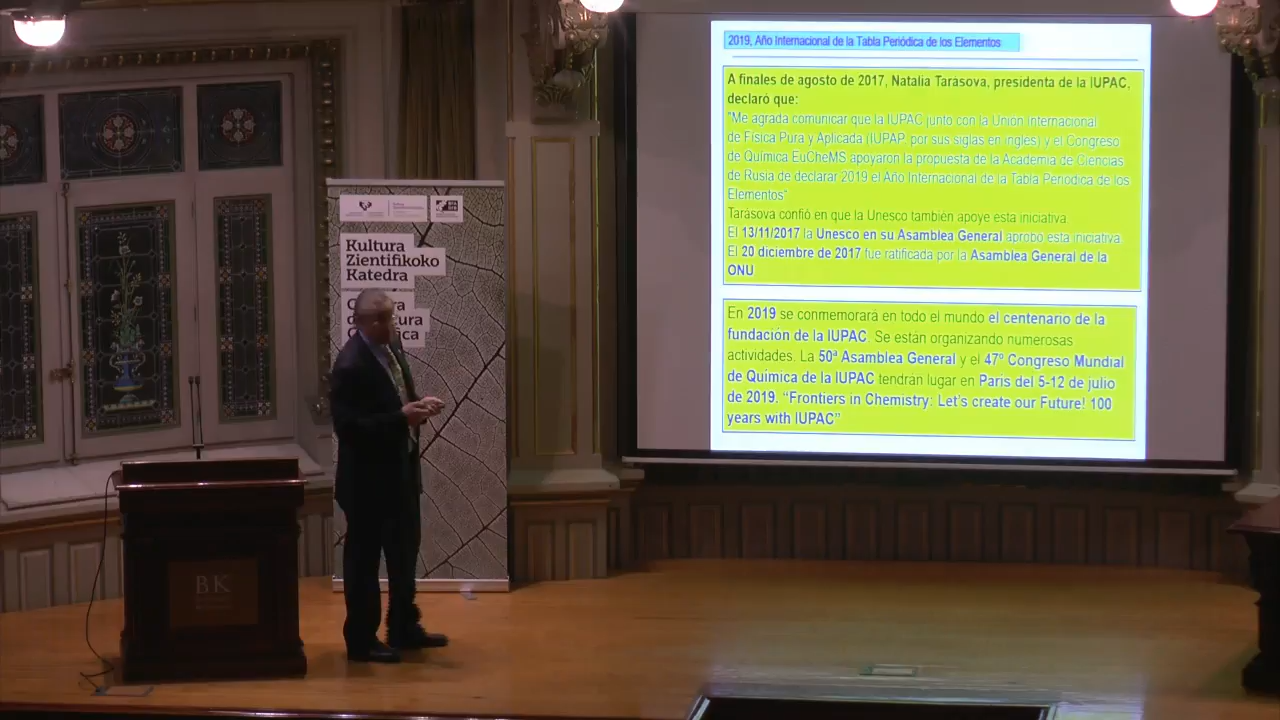 2019, Año Internacional de la Tabla Periódica de los Elementos
A finales de agosto de 2017, Natalia Tarásova, presidenta de la IUPAC,
declaró que:
"Me agrada comunicar que la IUPAC junto con la Unión Internacional
de Física Pura y Aplicada (IUPAP, por sus siglas en inglés) y el Congreso
de Química EuCheMS apoyaron la propuesta de la Academia de Ciencias
de Rusia de declarar 2019 el Año Internacional de la Tabla Periódica de los
Elementos"
Tarásova confió en que la Unesco también apoye esta iniciativa.
El 13/11/2017 la Unesco en su Asamblea General aprobó esta iniciativa.
El 20 diciembre de 2017 fue ratificada por la Asamblea General de la
ONU
En 2019 se conmemorará en todo el mundo el centenario de la
fundación de la IUPAC. Se están organizando numerosas
actividades. La 50ª Asamblea General y el 47º Congreso Mundial
de Química de la IUPAC tendrán lugar en París del 5-12 de julio
de 2019. "Frontiers in Chemistry: Let's create our Future! 100
years with IUPAC"
Kultura
Zientifikoko
Katedra
BK